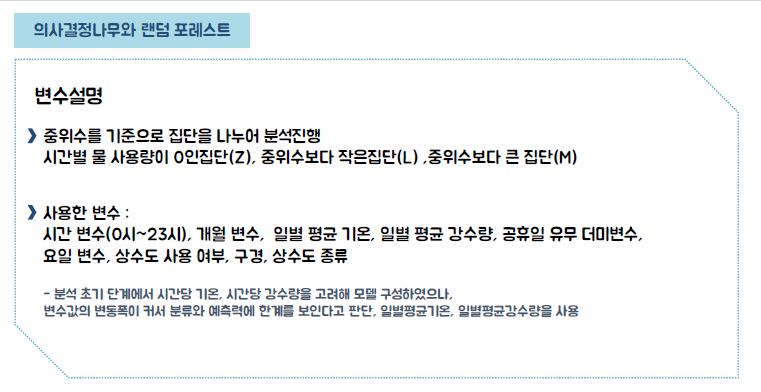 의사결정나무와 랜덤 포레스트
변수설명
❯ 중위수를 기준으로 집단을 나누어 분석진행
시간별 물 사용량이 0인집단(Z), 중위수보다 작은집단(L) ,중위수보다 큰 집단(M)
❯ 사용한 변수 :
시간 변수(0시~23시), 개월 변수, 일별 평균 기온, 일별 평균 강수량, 공휴일 유무 더미변수,
요일 변수, 상수도 사용 여부, 구경, 상수도 종류
- 분석 초기 단계에서 시간당 기온, 시간당 강수량을 고려해 모델 구성하였으나,
변수값의 변동폭이 커서 분류와 예측력에 한계를 보인다고 판단, 일별평균기온, 일별평균강수량을 사용